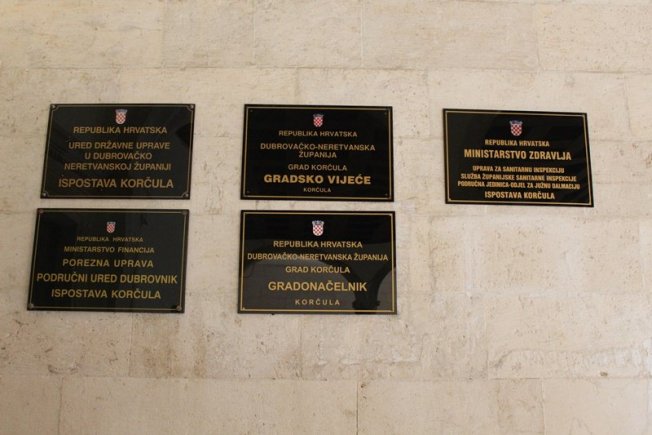 REPUBLIKA HRVATSKA
URED DRŽAVNE UPRAVE
U DUBROVAČKO
NERETVANSKOJ ŽUPANIJI
ISPOSTAVA KORČULA
REPUBLIKA HRVATSKA
DUBROVAČKO-NERETVANSKA
ŽUPANIJA
GRAD KORČULA
GRADSKO VIJEĆE
KORČULA
REPUBLIKA HRVATSKA
MINISTARSTVO ZDRAVLJA
UPRAVA ZA SANITARNU INSPEKCIJU
SLUŽBA ŽUPANIJSKE SANITARNE INSPEKCIJE
PODRUČNA JEDINICA-ODJEL ZA JUŽNU DALMACIJU
ISPOSTAVA KORČULA
REPUBLIKA HRVATSKA
MINISTARSTVO FINANCIJA
POREZNA UPRAVA
PODRUČNI URED DUBROVNIK
ISPOSTAVA KORČULA
REPUBLIKA HRVATSKA
DUBROVAČKO-NERETVANSKA ŽUPANIJA
GRAD KORČULA
GRADONAČELNIK
KORČULA